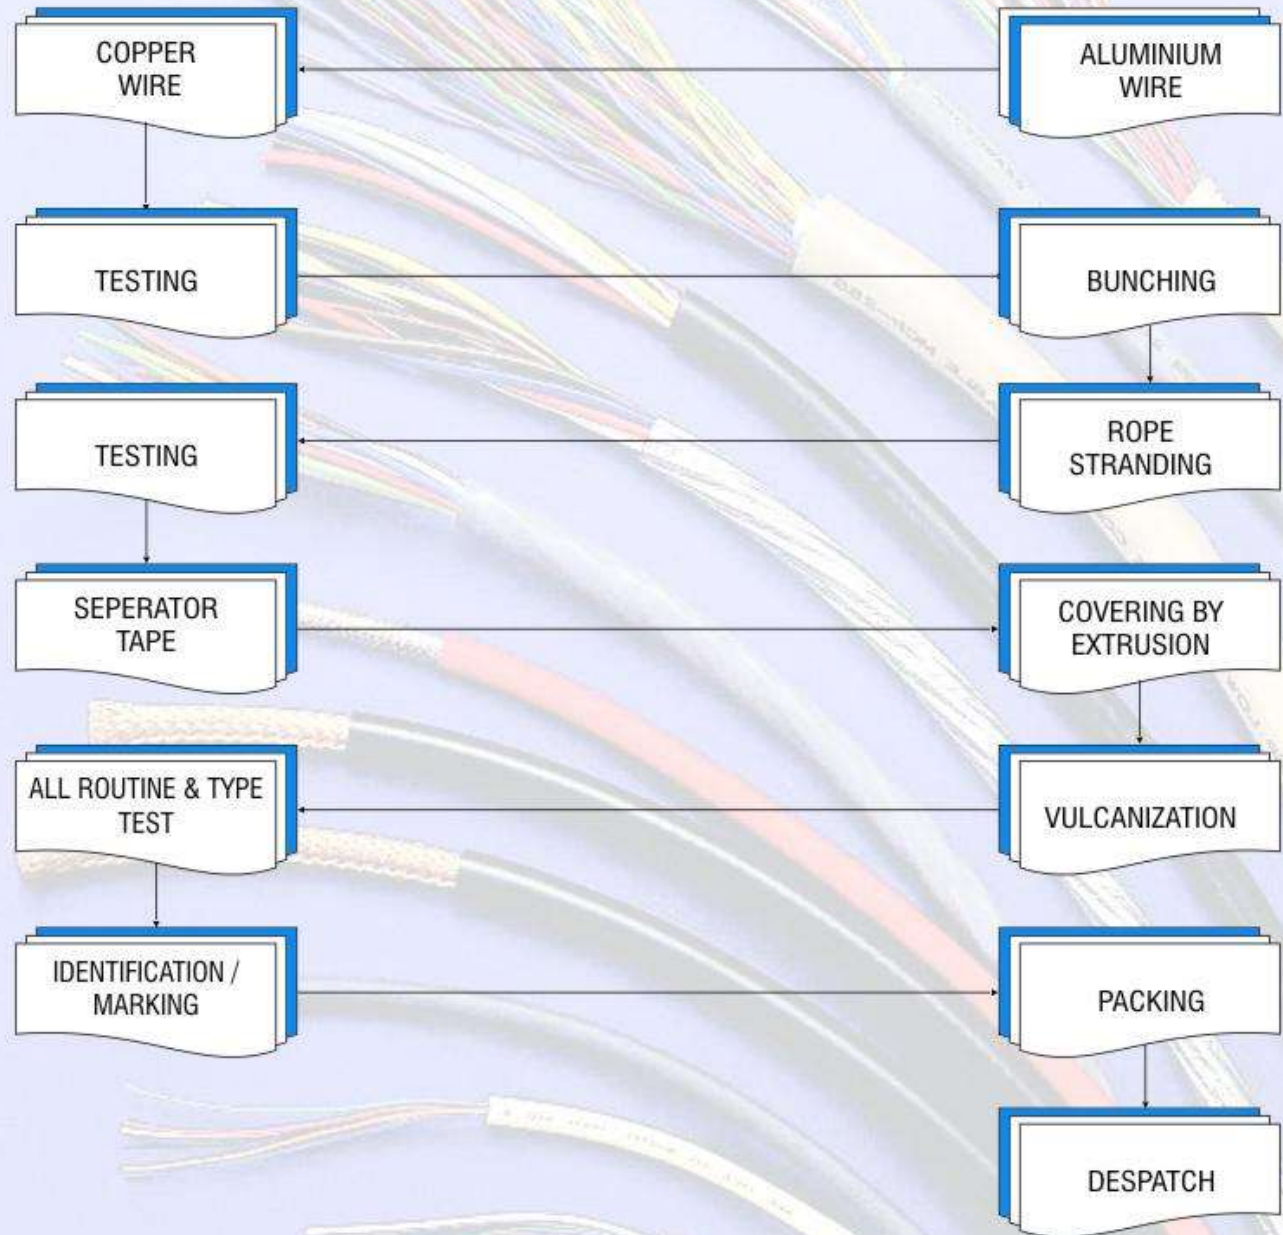 COPPER
WIRE
ALUMINIUM
WIRE
TESTING
BUNCHING
TESTING
ROPE
STRANDING
SEPERATOR
TAPE
COVERING BY
EXTRUSION
ALL ROUTINE & TYPE
TEST
VULCANIZATION
IDENTIFICATION /
MARKING
PACKING
DESPATCH